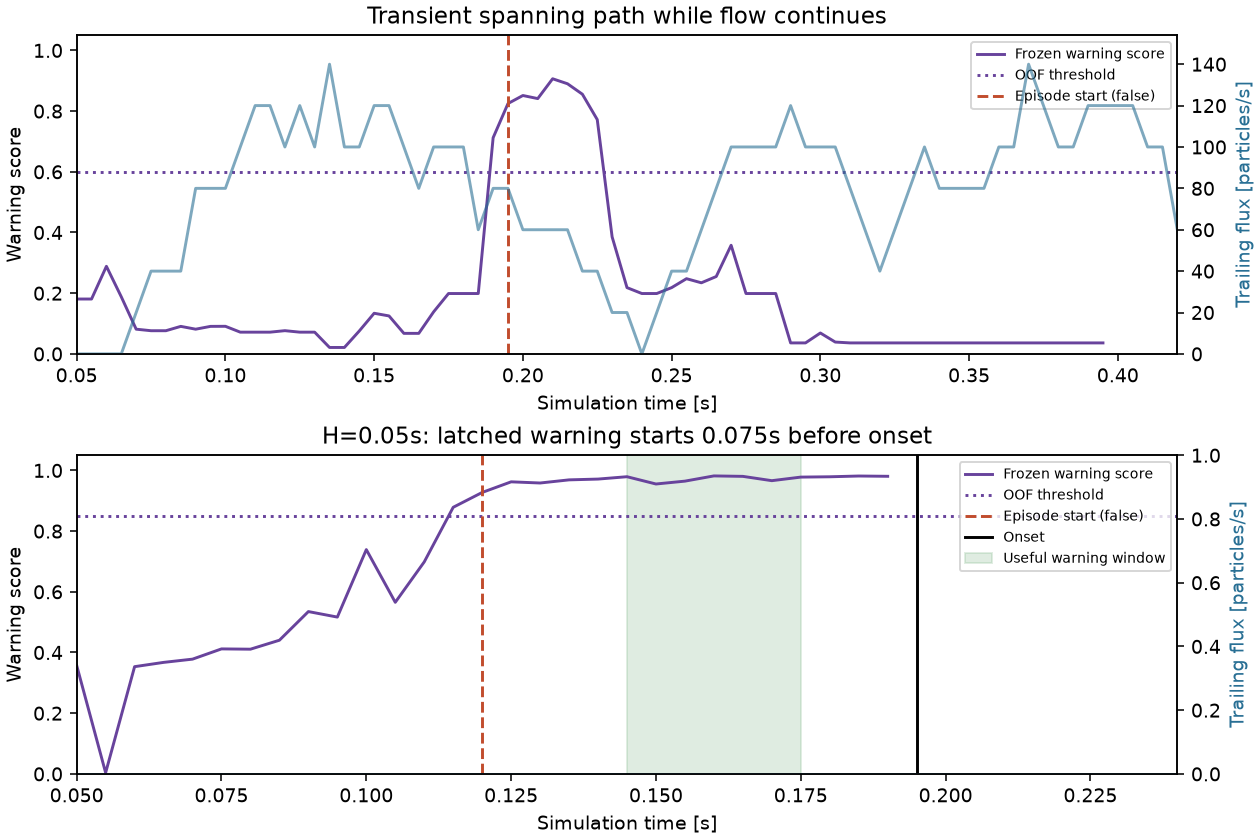 Transient spanning path while flow continues
Warning score
1.0
0.8
0.6
0.4
0.2
0.0
Frozen warning score
OOF threshold
Episode start (false)
140
120
100
80
60
40
20
0
Trailing flux [particles/s]
0.05
0.10
0.15
0.20
0.25
0.30
0.35
0.40
Simulation time [s]
H=0.05s: latched warning starts 0.075s before onset
Warning score
1.0
0.8
0.6
0.4
0.2
0.0
Frozen warning score
OOF threshold
Episode start (false)
Onset
Useful warning window
1.0
0.8
0.6
0.4
0.2
0.0
Trailing flux [particles/s]
0.050
0.075
0.100
0.125
0.150
0.175
0.200
0.225
Simulation time [s]